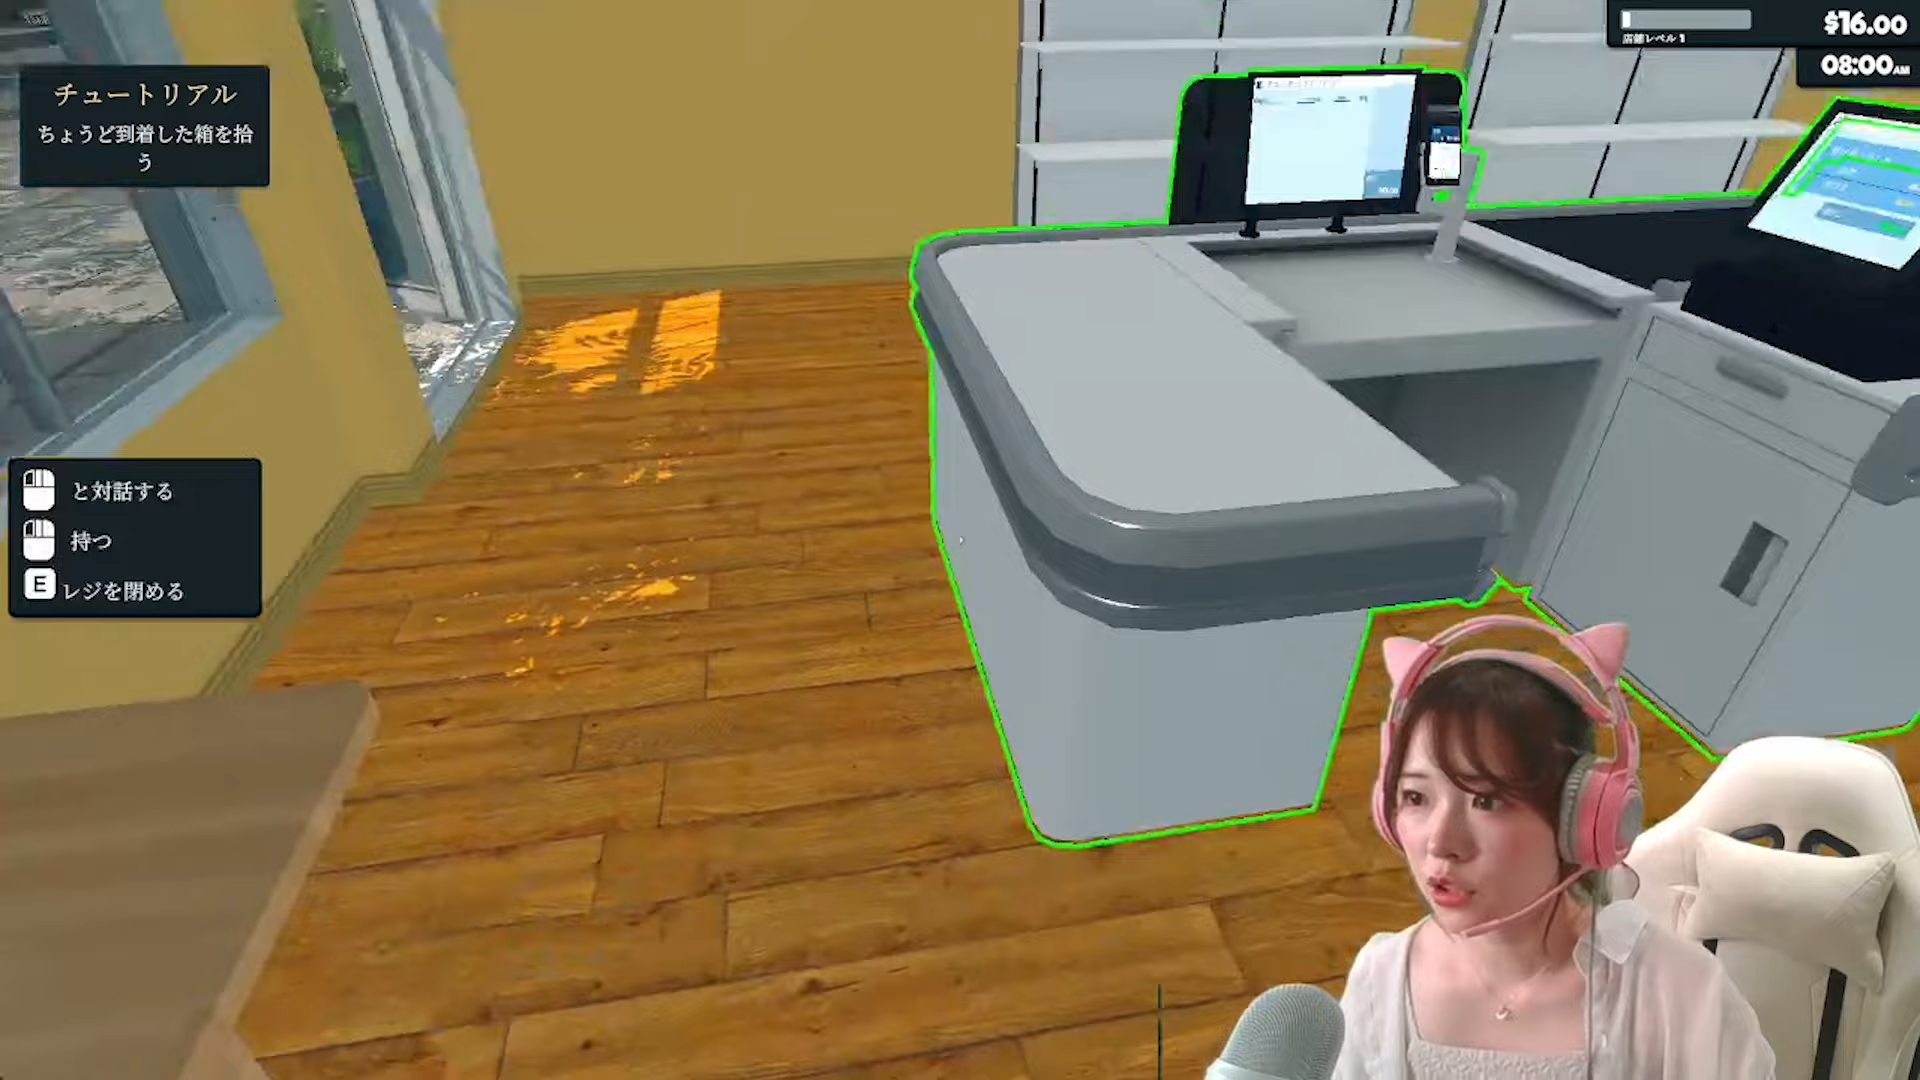 チュートリアル
ちょうど到着した箱を拾
う
$16.00
店舗レベル 1
08:00AM
と対話する
持つ
E レジを閉める